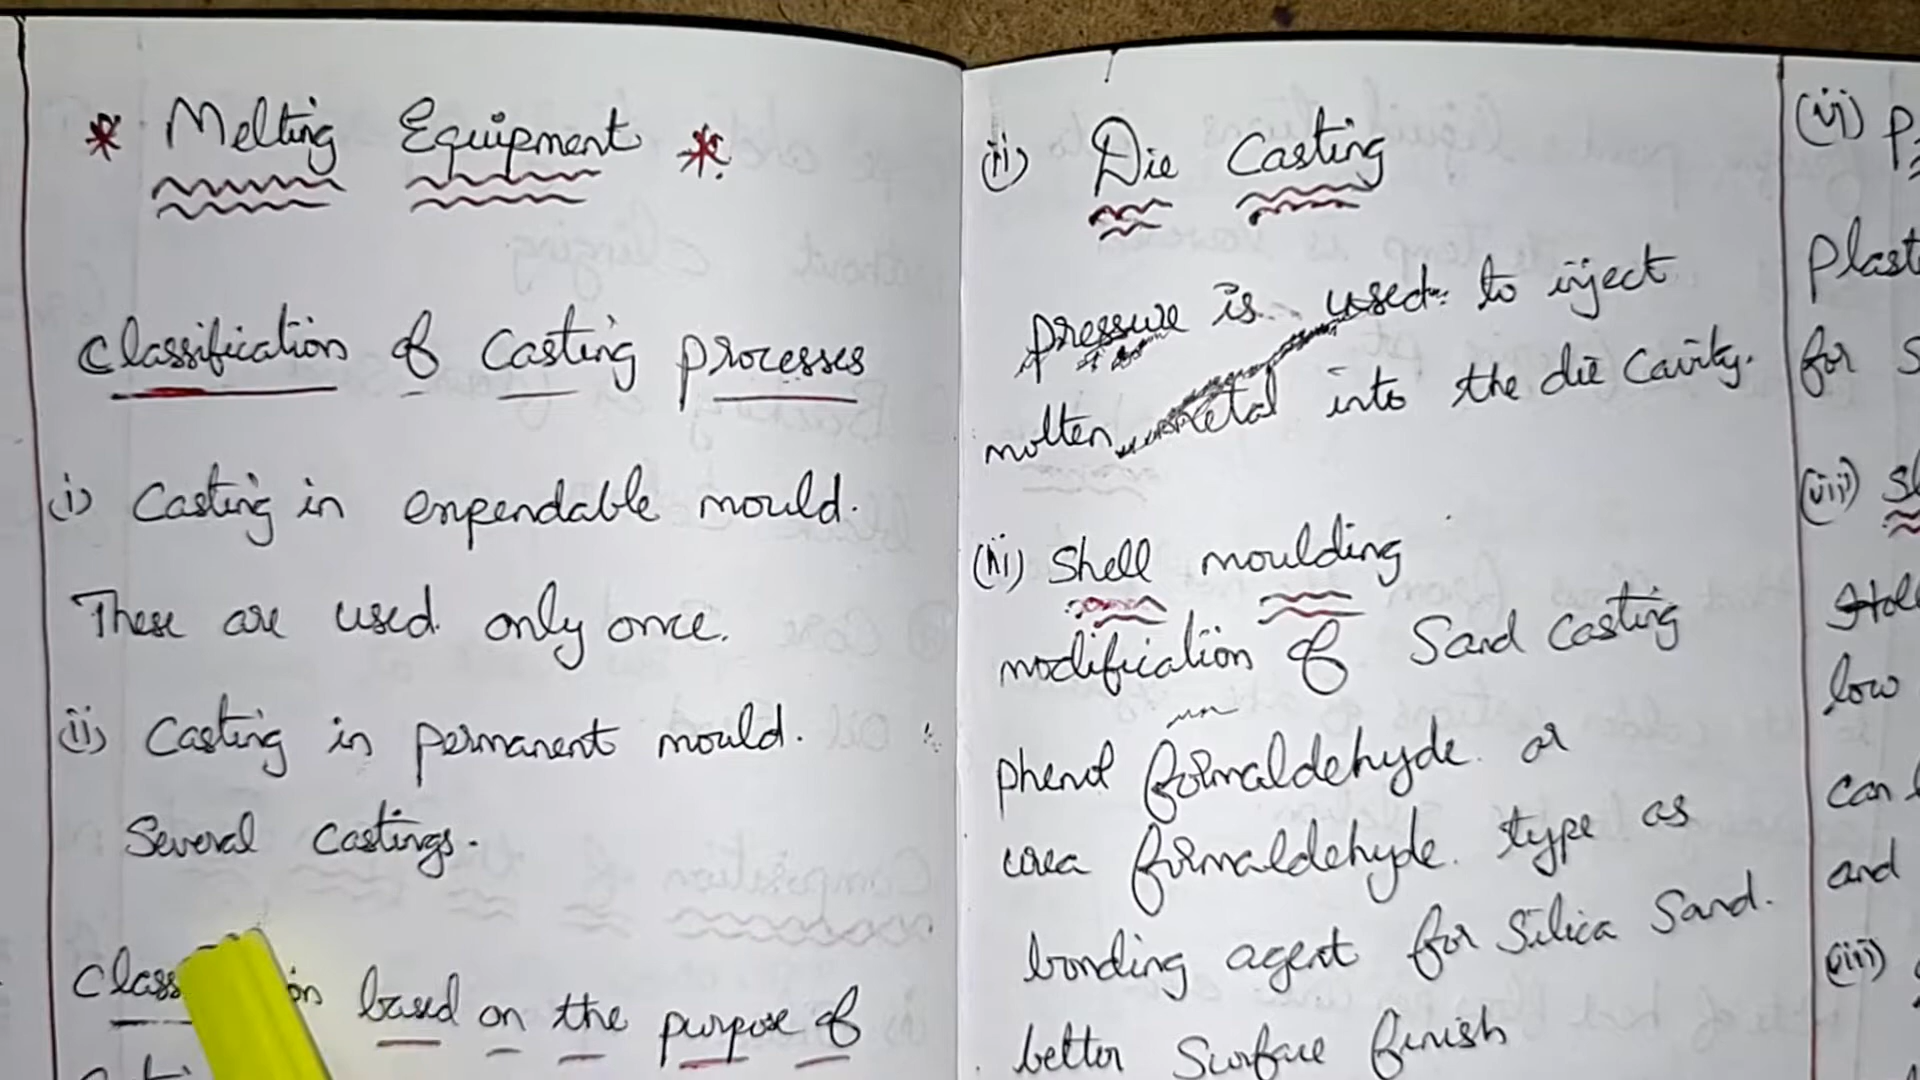 * Melting Equipment *
Classification of Casting processes
(i) Casting in expendable mould.
These are used only once.
(ii) Casting in permanent mould.
Several castings.
based on the purpose of
(ii) Die Casting
pressure is used to inject
molten metal into the die Cavity.
(iii) Shell moulding
modification of Sand Casting
phenol formaldehyde or
urea formaldehyde type as
bonding agent for Silica Sand.
better Surface finish
(vi)
for
(vii)
low
can
and
(viii)